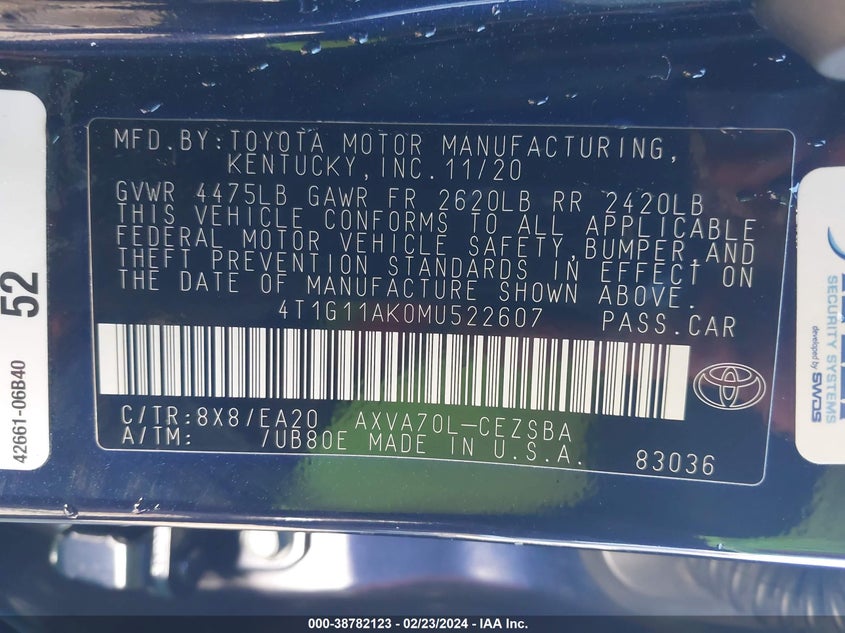 MFD.BY:TOYOTA MOTOR MANUFACTURING,
KENTUCKY,INC.11/20
GVWR 4475LB GAWR FR 2620LB RR 2420LB
THIS VEHICLE CONFORMS TO ALL APPLICABLE
FEDERAL MOTOR VEHICLE SAFETY,BUMPER,AND
THEFT PREVENTION STANDARDS IN EFFECT ON
THE DATE OF MANUFACTURE SHOWN ABOVE.
4T1G11AK0MU522607 PASS.CAR
C/TR:8X8/EA20 AXVA70L-CEZSBA
A/TM: /UB80E MADE IN U.S.A. 83036
52
42661-06B40
SECURITY SYSTEMS
developed by SWDS
000-38782123 - 02/23/2024 - IAA Inc.